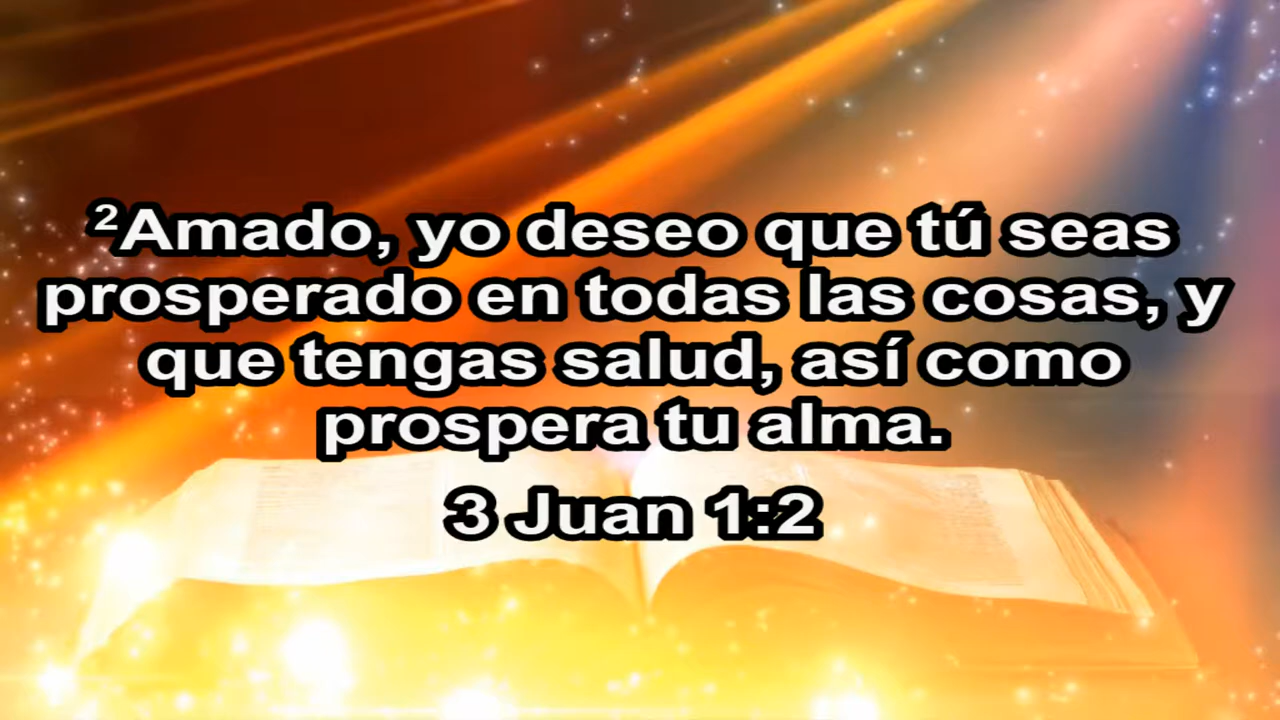 ²Amado, yo deseo que tú seas
prosperado en todas las cosas, y
que tengas salud, así como
prospera tu alma.
3 Juan 1:2